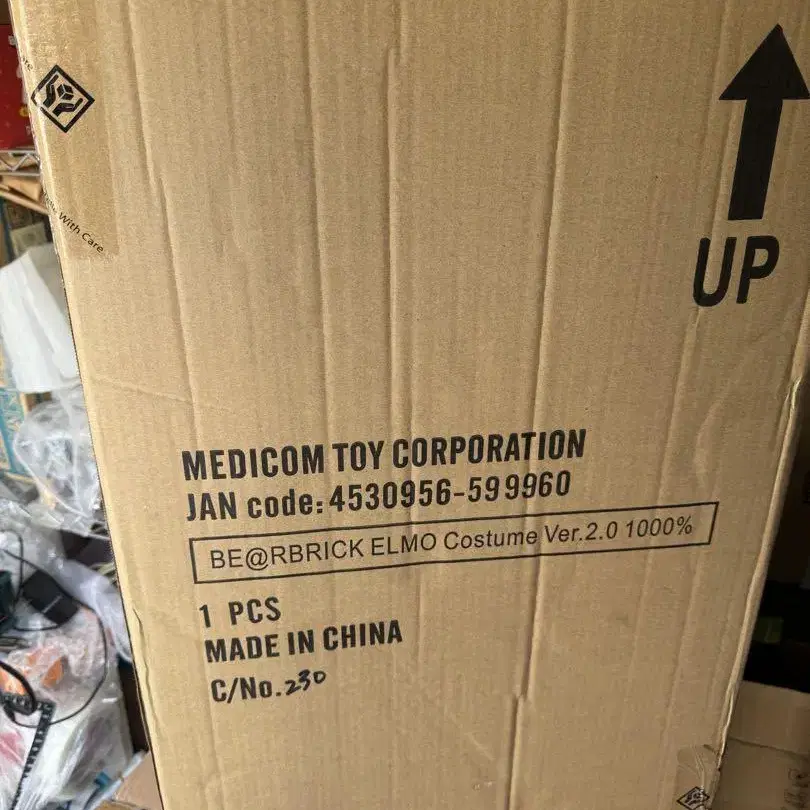 With Care
UP
MEDICOM TOY CORPORATION
JAN code: 4530956-599960
BE@RBRICK ELMO Costume Ver.2.0 1000%
1 PCS
MADE IN CHINA
C/No.230